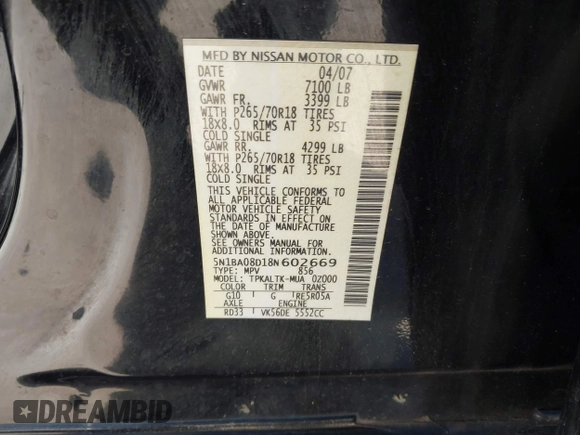 MFD BY NISSAN MOTOR CO., LTD.
DATE 04/07
GVWR 7100 LB
GAWR FR. 3399 LB
WITH P265/70R18 TIRES
18X8.0 RIMS AT 35 PSI
COLD SINGLE
GAWR RR. 4299 LB
WITH P265/70R18 TIRES
18X8.0 RIMS AT 35 PSI
COLD SINGLE
THIS VEHICLE CONFORMS TO
ALL APPLICABLE FEDERAL
MOTOR VEHICLE SAFETY
STANDARDS IN EFFECT ON
THE DATE OF MANUFACTURE
SHOWN ABOVE.
SEE OWNERS MANUAL FOR
ADDITIONAL INFORMATION.
5N1BA08D18N602669
TYPE: MPV 856
MODEL: TPKALTK-MUA 02000
COLOR TRIM TRANS
G10 G RE5R05A
AXLE ENGINE
RD33 VK56DE 5552CC
DREAMBID